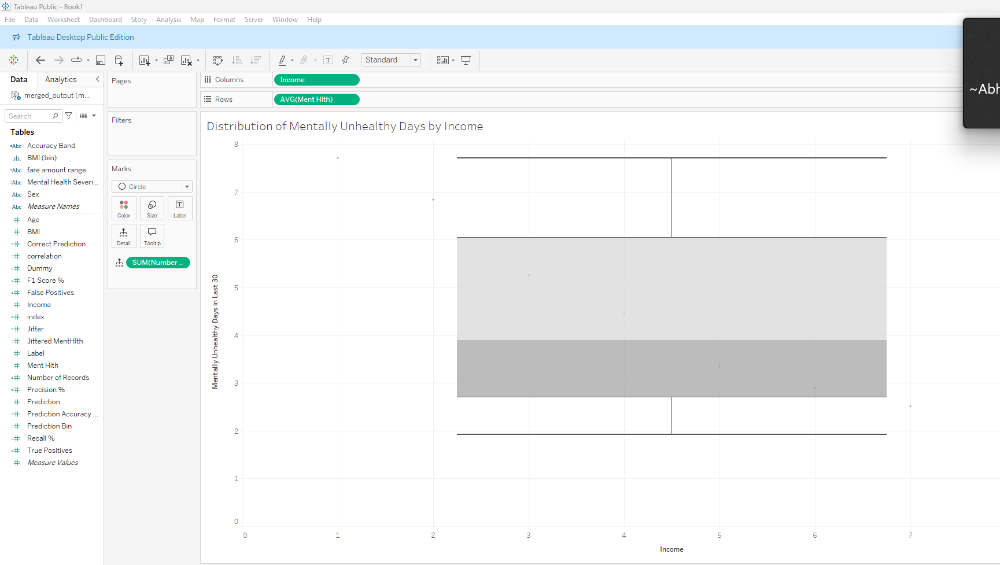 Tableau Public - Book1
File Data Worksheet Dashboard Story Analysis Map Format Server Window Help
Tableau Desktop Public Edition
Standard
Data Analytics
merged_output (m...
Search
Tables
Abc Accuracy Band
BMI (bin)
Abc fare amount range
Abc Mental Health Severi...
Abc Sex
Abc Measure Names
Age
BMI
Correct Prediction
correlation
Dummy
F1 Score %
False Positives
Income
index
Jitter
Jittered MentHlth
Label
Ment Hlth
Number of Records
Precision %
Prediction
Prediction Accuracy ...
Prediction Bin
Recall %
True Positives
Measure Values
Pages
Filters
Marks
Circle
Color Size Label
Detail Tooltip
SUM(Number ..
Columns Income
Rows AVG(Ment Hlth)
~Abh
Distribution of Mentally Unhealthy Days by Income
8
7
6
5
4
3
2
1
0
Mentally Unhealthy Days in Last 30
0 1 2 3 4 5 6 7
Income